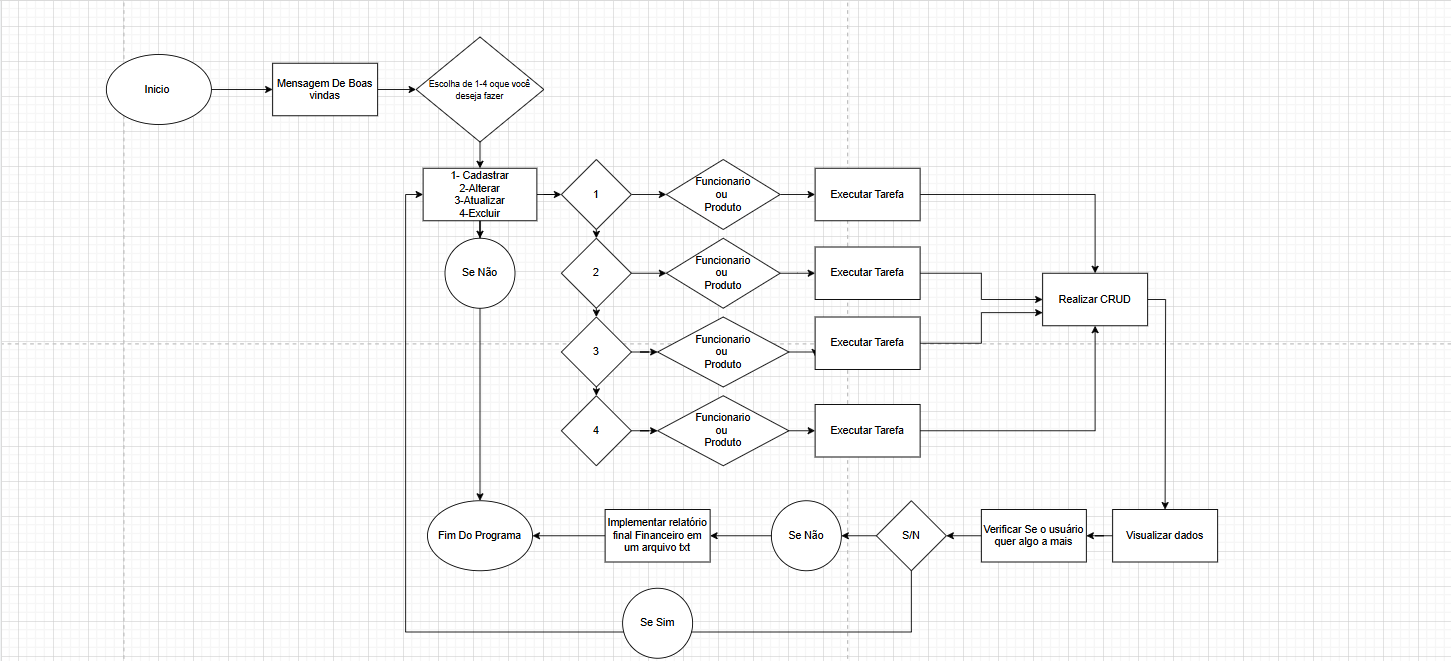 Inicio
Mensagem De Boas
vindas
Escolha de 1-4 oque você
deseja fazer
1- Cadastrar
2-Alterar
3-Atualizar
4-Excluir
1
Funcionario
ou
Produto
Executar Tarefa
Se Não
2
Funcionario
ou
Produto
Executar Tarefa
Realizar CRUD
3
Funcionario
ou
Produto
Executar Tarefa
4
Funcionario
ou
Produto
Executar Tarefa
Fim Do Programa
Implementar relatório
final Financeiro em
um arquivo txt
Se Não
S/N
Verificar Se o usuário
quer algo a mais
Visualizar dados
Se Sim